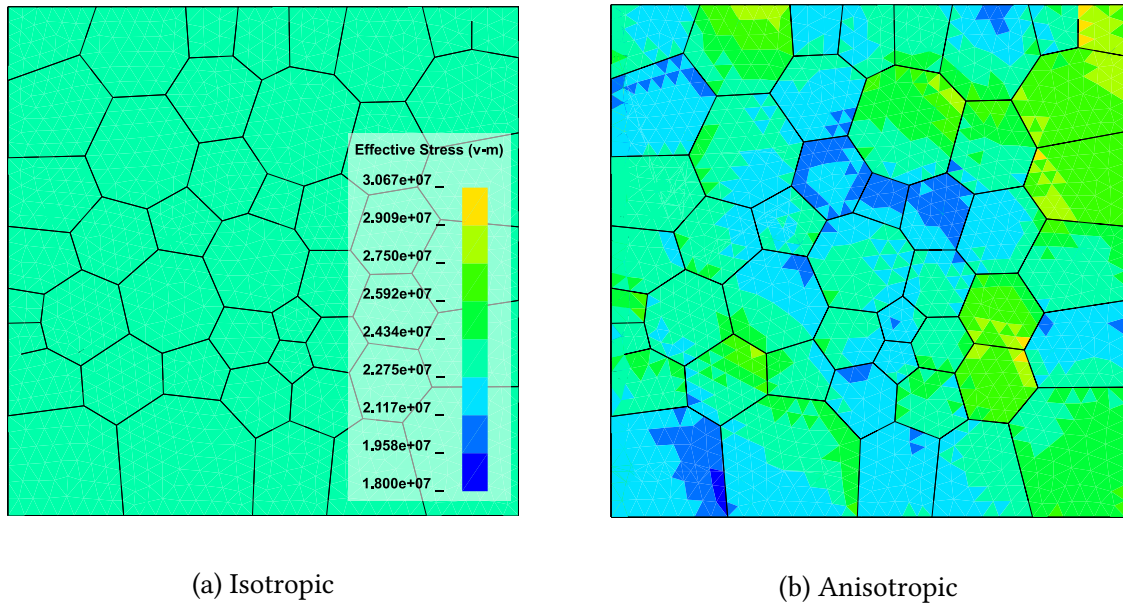 Effective Stress (v-m)
3.067e+07 _
2.909e+07 _
2.750e+07 _
2.592e+07 _
2.434e+07 _
2.275e+07 _
2.117e+07 _
1.958e+07 _
1.800e+07 _
(a) Isotropic
(b) Anisotropic